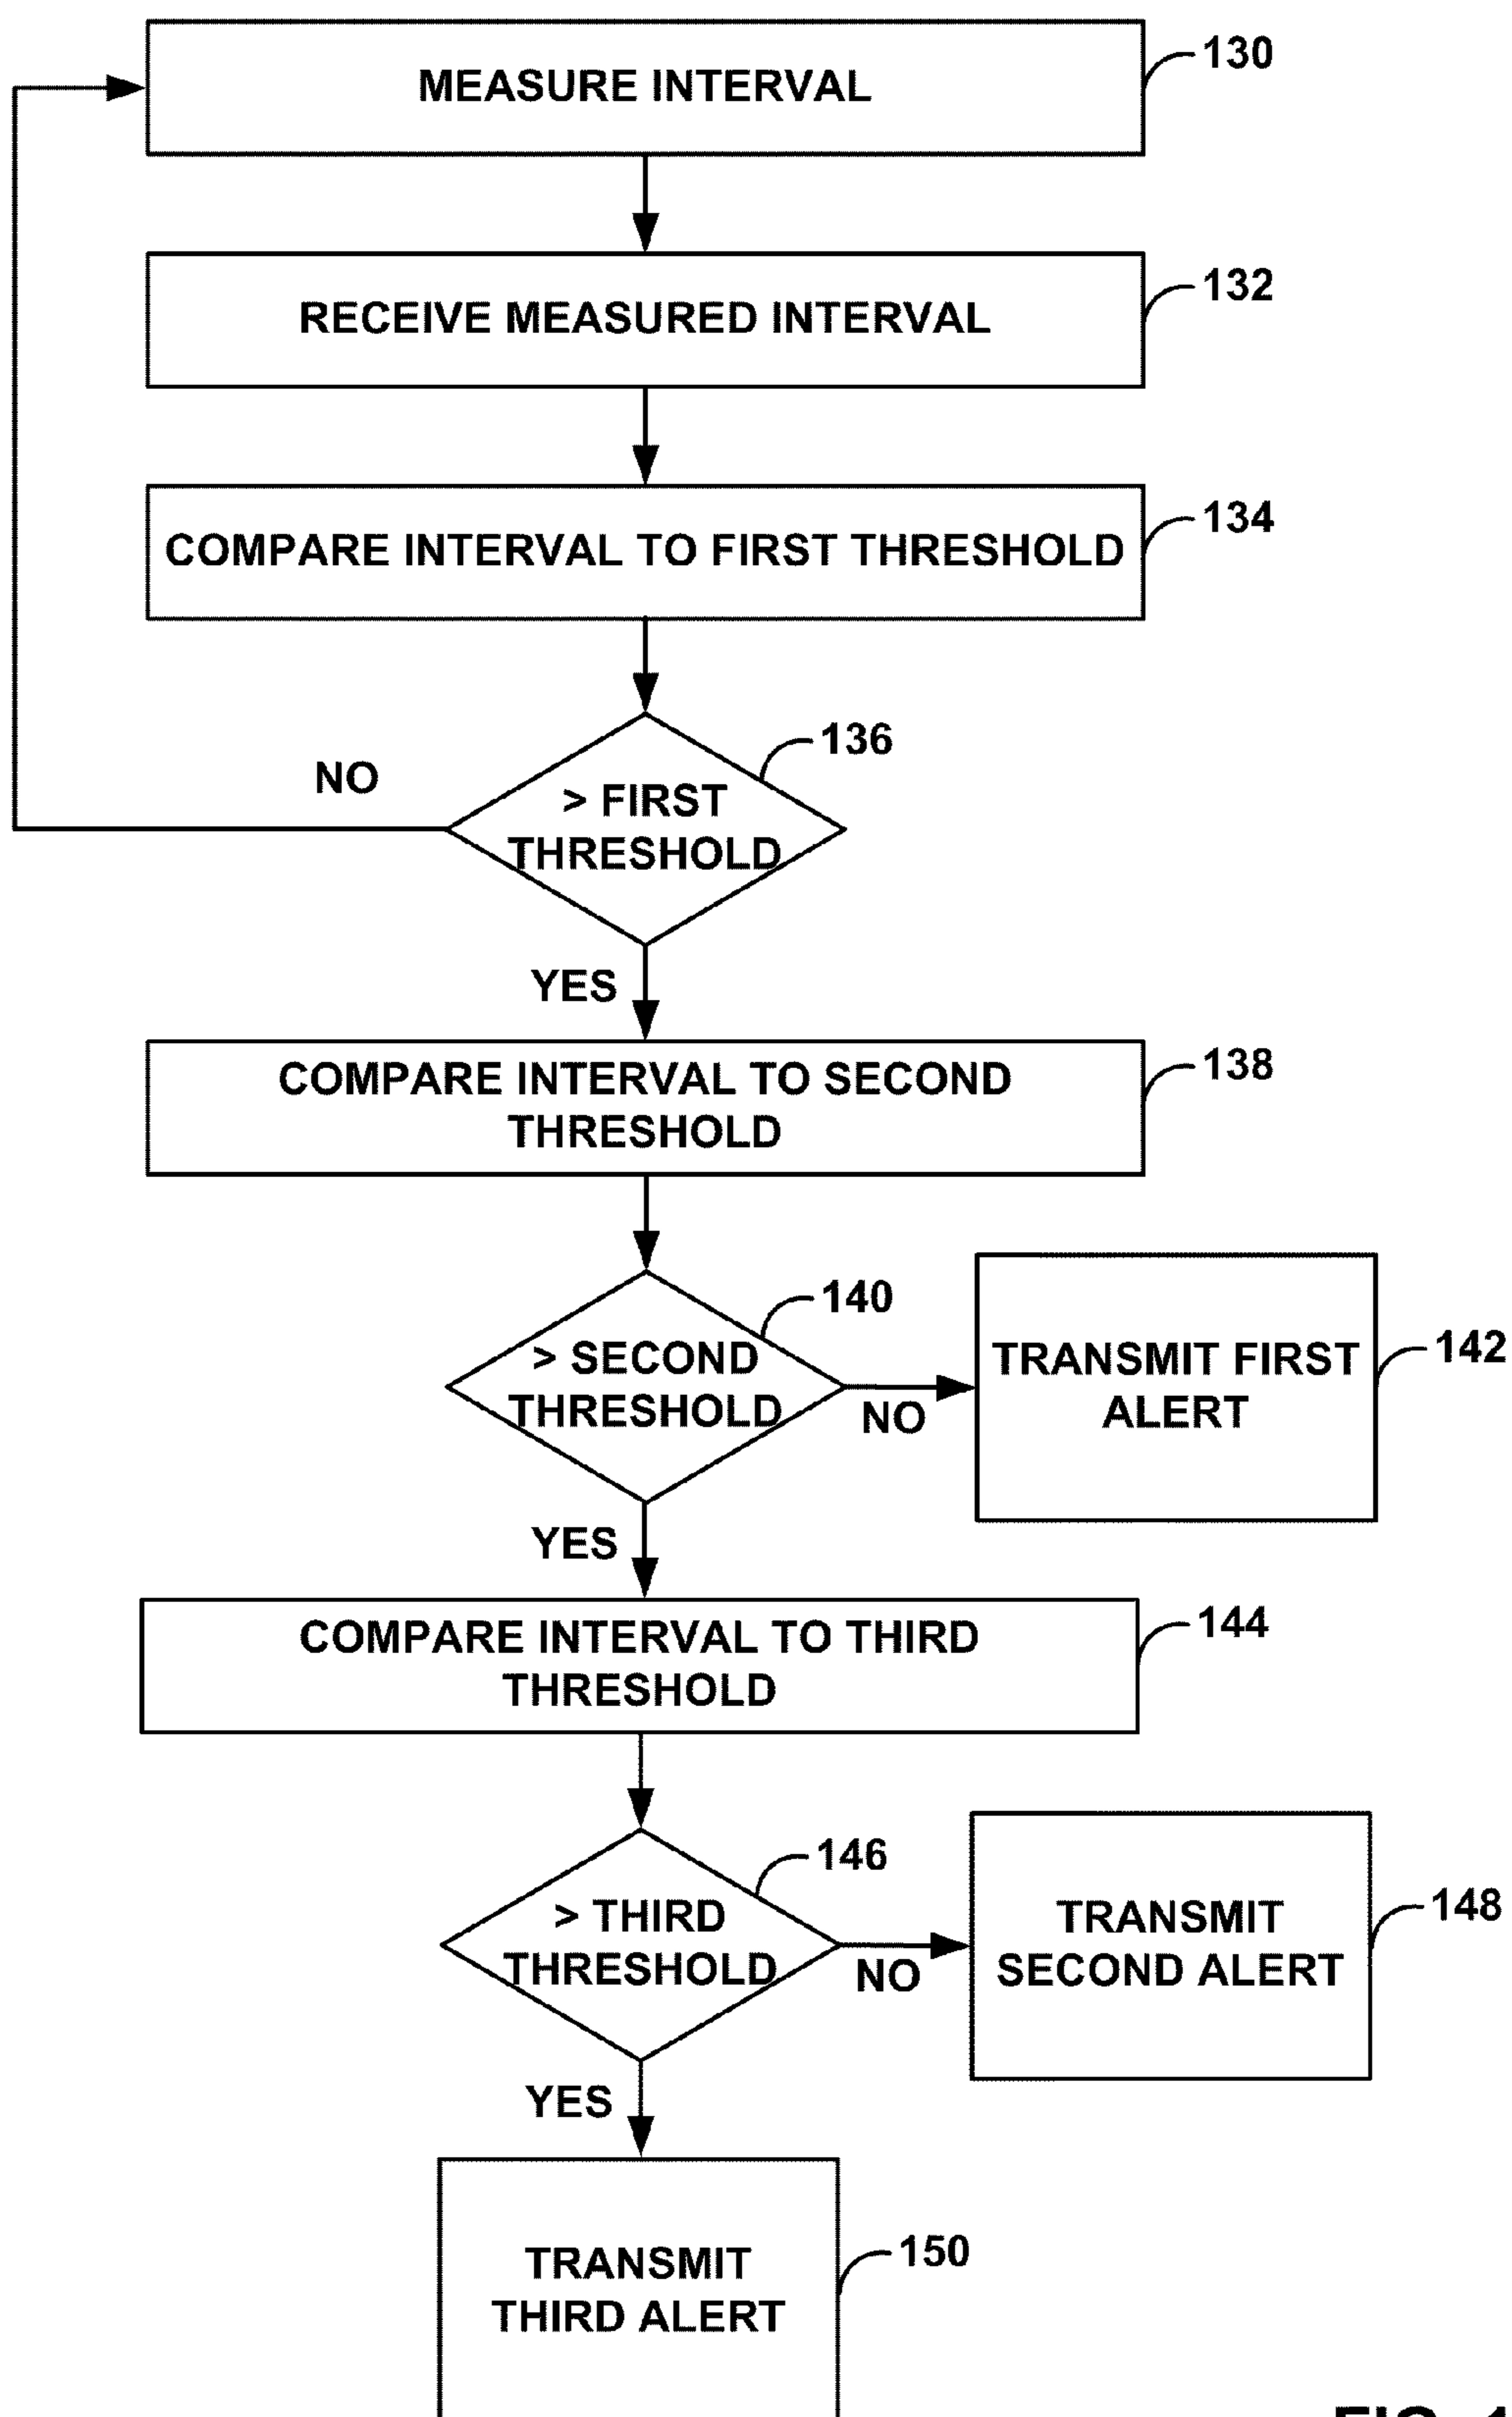 MEASURE INTERVAL
130
RECEIVE MEASURED INTERVAL
132
COMPARE INTERVAL TO FIRST THRESHOLD
134
136
NO
> FIRST
THRESHOLD
YES
COMPARE INTERVAL TO SECOND
THRESHOLD
138
140
> SECOND
THRESHOLD
NO
TRANSMIT FIRST
ALERT
142
YES
COMPARE INTERVAL TO THIRD
THRESHOLD
144
146
> THIRD
THRESHOLD
NO
TRANSMIT
SECOND ALERT
148
YES
TRANSMIT
THIRD ALERT
150